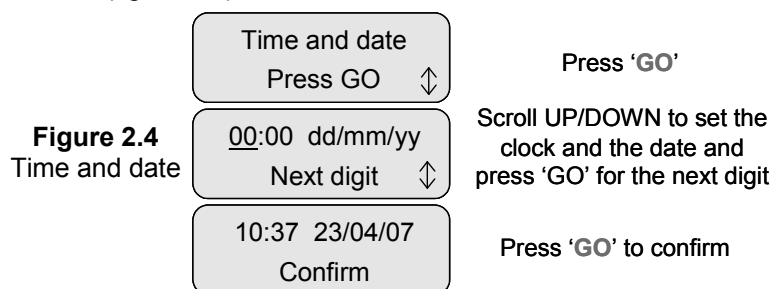 Time and date
Press GO ↕
Press ‘GO’
Figure 2.4
Time and date
00:00 dd/mm/yy
Next digit ↕
Scroll UP/DOWN to set the
clock and the date and
press ‘GO’ for the next digit
10:37 23/04/07
Confirm
Press ‘GO’ to confirm